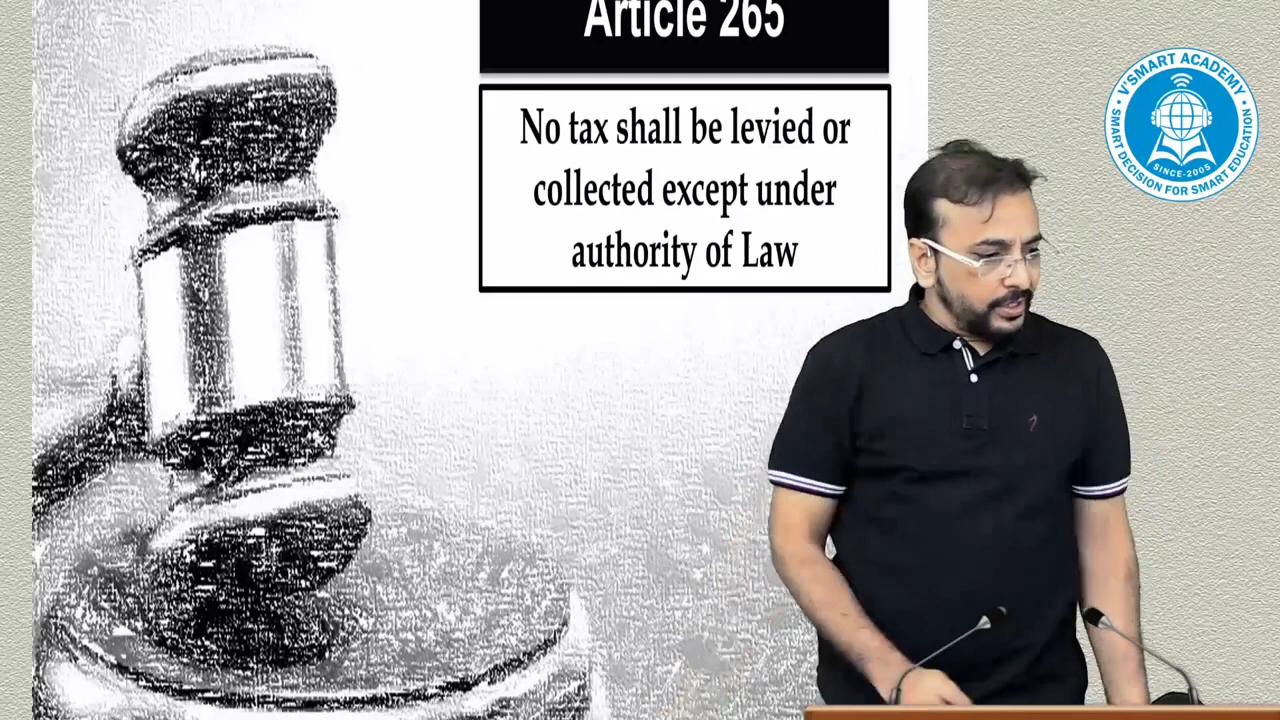 Article 265
No tax shall be levied or
collected except under
authority of Law
V'SMART ACADEMY
SINCE-2005
SMART DECISION FOR SMART EDUCATION